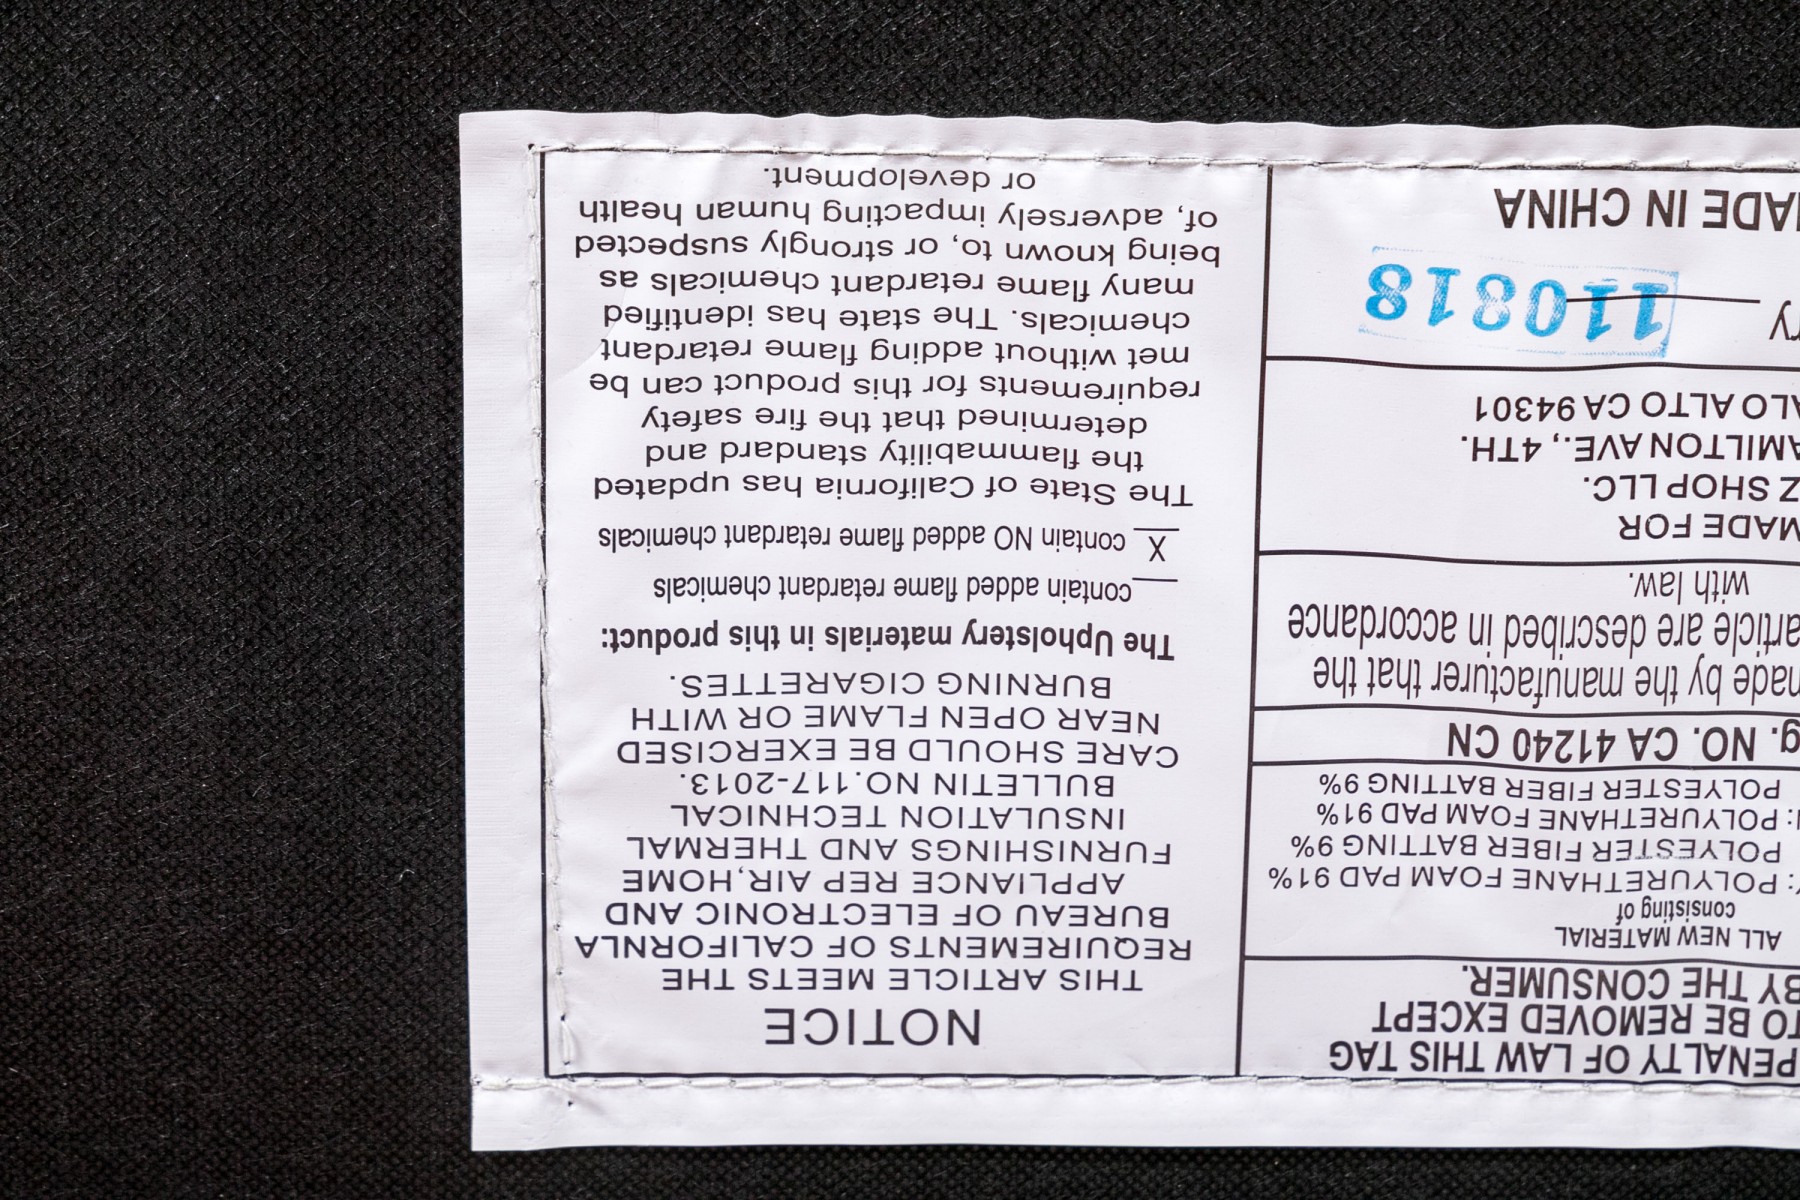 PENALTY OF LAW THIS TAG
TO BE REMOVED EXCEPT
BY THE CONSUMER.
ALL NEW MATERIAL
consisting of
: POLYURETHANE FOAM PAD 91%
POLYESTER FIBER BATTING 9%
: POLYURETHANE FOAM PAD 91%
POLYESTER FIBER BATTING 9%
g. NO. CA 41240 CN
made by the manufacturer that the
article are described in accordance
with law.
MADE FOR
Z SHOP LLC.
AMILTON AVE., 4TH.
ALO ALTO CA 94301
ry 110818
MADE IN CHINA
NOTICE
THIS ARTICLE MEETS THE
REQUIREMENTS OF CALIFORNLA
BUREAU OF ELECTRONIC AND
APPLIANCE REP AIR,HOME
FURNISHINGS AND THERMAL
INSULATION TECHNICAL
BULLETIN NO.117-2013.
CARE SHOULD BE EXERCISED
NEAR OPEN FLAME OR WITH
BURNING CIGARETTES.
The Upholstery materials in this product:
___contain added flame retardant chemicals
X contain NO added flame retardant chemicals
The State of California has updated
the flammability standard and
determined that the fire safety
requirements for this product can be
met without adding flame retardant
chemicals. The state has identified
many flame retardant chemicals as
being known to, or strongly suspected
of, adversely impacting human health
or development.